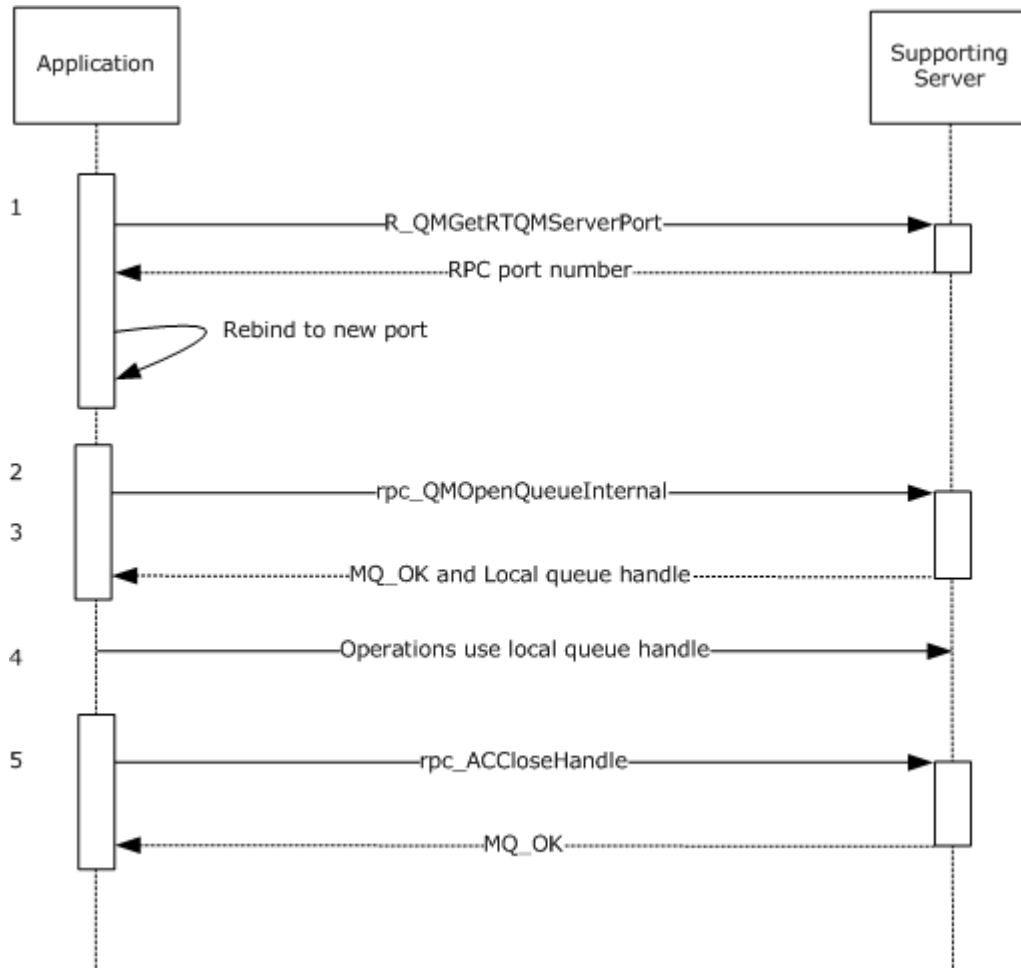 Application
Supporting
Server
1
R_QMGetRTQMServerPort
RPC port number
Rebind to new port
2
rpc_QMOpenQueueInternal
3
MQ_OK and Local queue handle
4
Operations use local queue handle
5
rpc_ACCloseHandle
MQ_OK